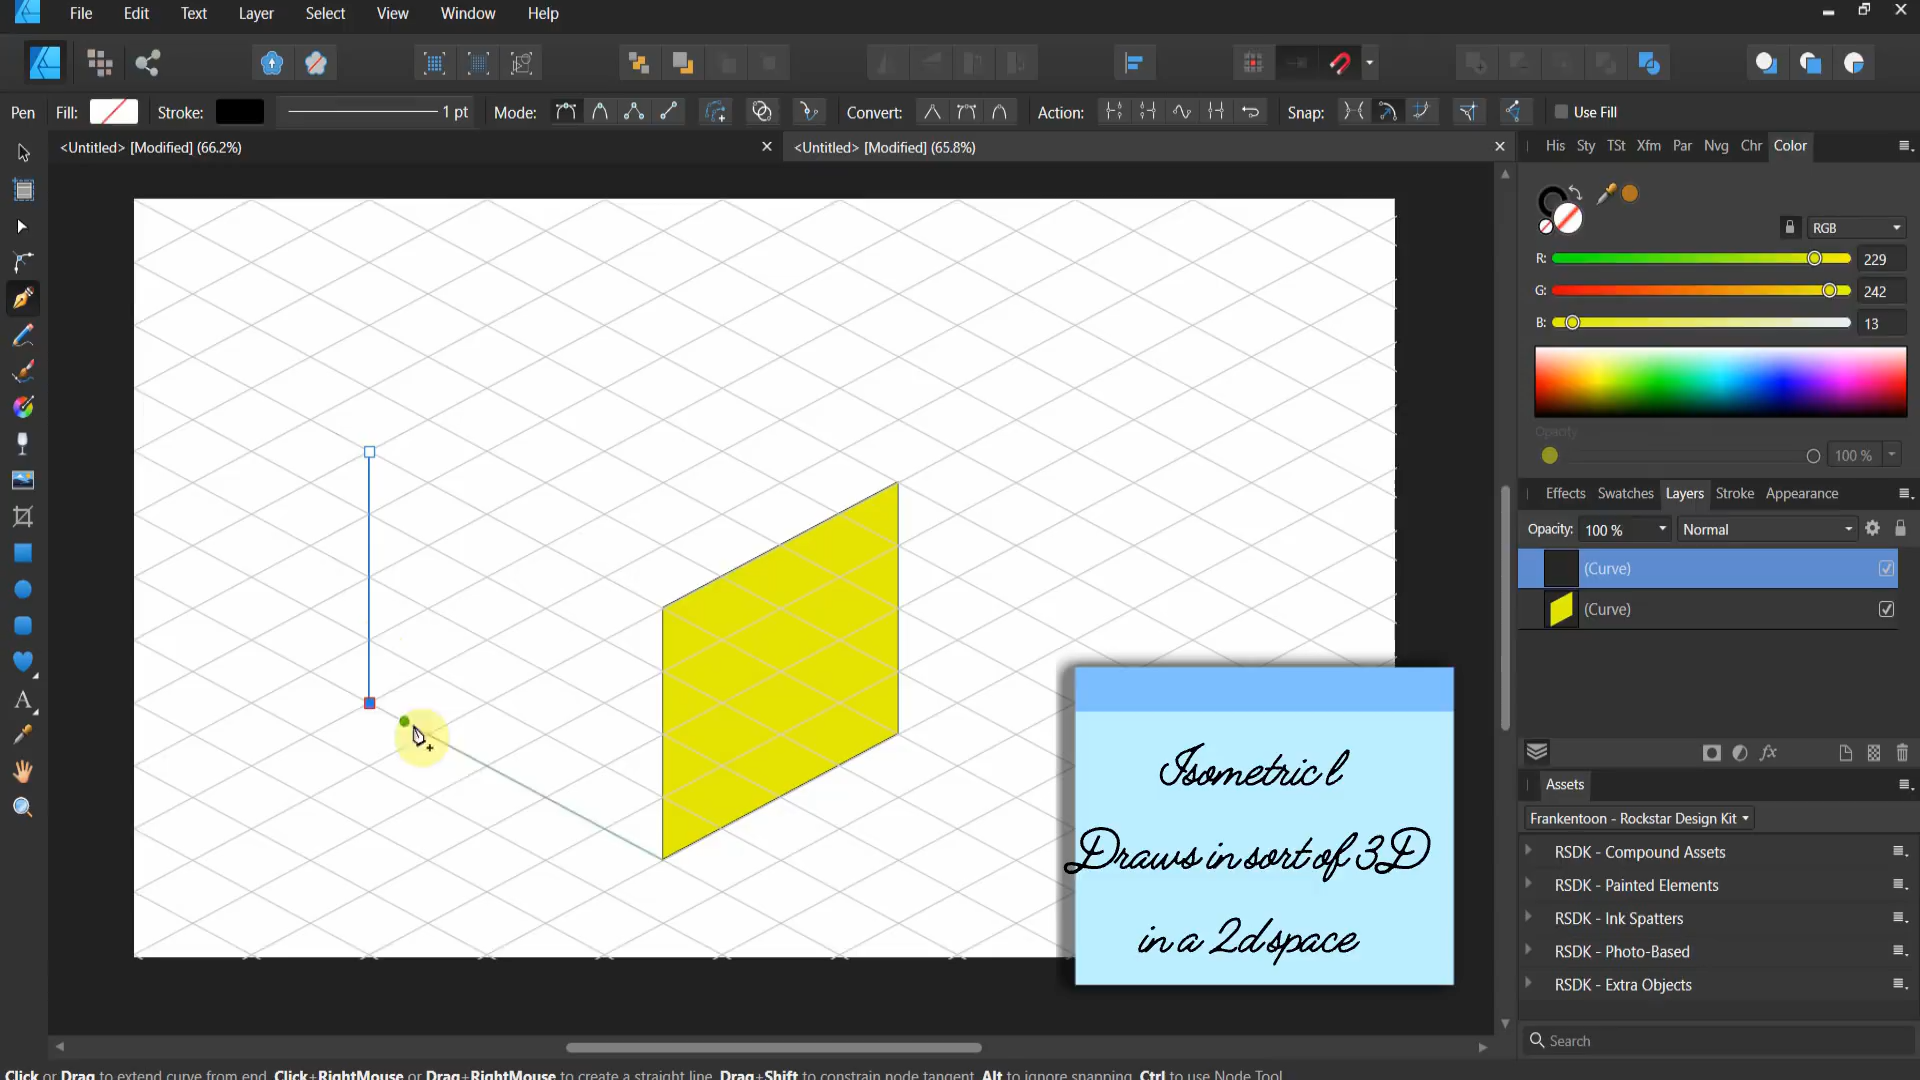 File Edit Text Layer Select View Window Help
Pen Fill: Stroke: 1 pt Mode: Convert: Action: Snap: Use Fill
<Untitled> [Modified] (66.2%) <Untitled> [Modified] (65.8%)
His Sty TSt Xfm Par Nvg Chr Color
RGB
R: 229
G: 242
B: 13
Opacity
100 %
Effects Swatches Layers Stroke Appearance
Opacity: 100 % Normal
(Curve)
(Curve)
Assets
Frankentoon - Rockstar Design Kit
RSDK - Compound Assets
RSDK - Painted Elements
RSDK - Ink Spatters
RSDK - Photo-Based
RSDK - Extra Objects
Search
Isometric l
Draws in sort of 3D
in a 2d space
Click or Drag to extend curve from end. Click+RightMouse or Drag+RightMouse to create a straight line. Drag+Shift to constrain node tangent. Alt to ignore snapping. Ctrl to use Node Tool.